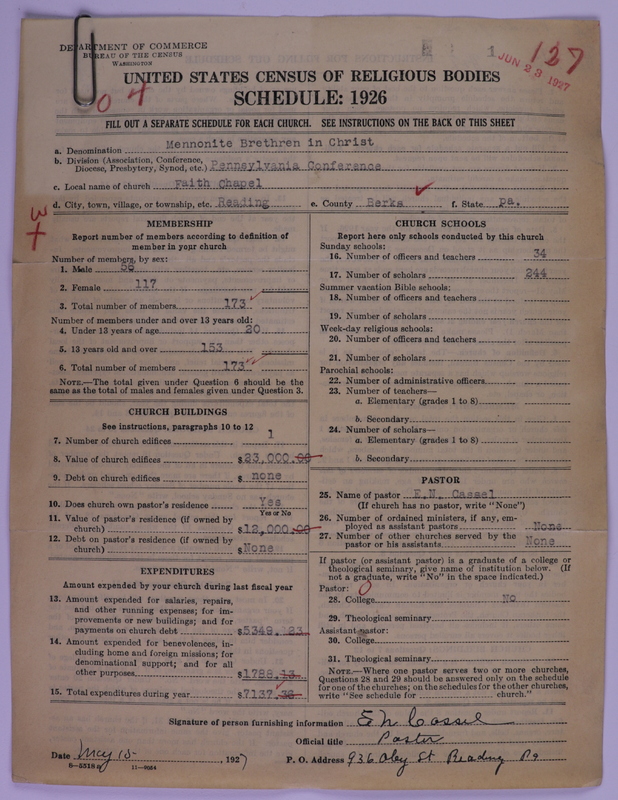 DEPARTMENT OF COMMERCE
BUREAU OF THE CENSUS
WASHINGTON
04
1
127
JUN 23 1927
UNITED STATES CENSUS OF RELIGIOUS BODIES
SCHEDULE: 1926
FILL OUT A SEPARATE SCHEDULE FOR EACH CHURCH. SEE INSTRUCTIONS ON THE BACK OF THIS SHEET
a. Denomination Mennonite Brethren in Christ
b. Division (Association, Conference, Diocese, Presbytery, Synod, etc.) Pennsylvania Conference
c. Local name of church Faith Chapel
d. City, town, village, or township, etc. Reading e. County Berks f. State Pa.
MEMBERSHIP
Report number of members according to definition of
member in your church
Number of members, by sex:
1. Male 56
2. Female 117
3. Total number of members 173
Number of members under and over 13 years old:
4. Under 13 years of age 20
5. 13 years old and over 153
6. Total number of members 173
NOTE.—The total given under Question 6 should be
same as the total of males and females given under Question 3.
CHURCH BUILDINGS
See instructions, paragraphs 10 to 12
7. Number of church edifices 1
8. Value of church edifices $23,000.00
9. Debt on church edifices $ none
10. Does church own pastor's residence Yes
Yes or No
11. Value of pastor's residence (if owned by
church) $12,000.00
12. Debt on pastor's residence (if owned by
church) $None
EXPENDITURES
Amount expended by your church during last fiscal year
13. Amount expended for salaries, repairs,
and other running expenses; for im-
provements or new buildings; and for
payments on church debt $5349.23
14. Amount expended for benevolences, in-
cluding home and foreign missions; for
denominational support; and for all
other purposes $1788.13
15. Total expenditures during year $7137.36
CHURCH SCHOOLS
Report here only schools conducted by this church
Sunday schools:
16. Number of officers and teachers 34
17. Number of scholars 244
Summer vacation Bible schools:
18. Number of officers and teachers
19. Number of scholars
Week-day religious schools:
20. Number of officers and teachers
21. Number of scholars
Parochial schools:
22. Number of administrative officers
23. Number of teachers—
a. Elementary (grades 1 to 8)
b. Secondary
24. Number of scholars—
a. Elementary (grades 1 to 8)
b. Secondary
PASTOR
25. Name of pastor E.N. Cassel
(If church has no pastor, write "None")
26. Number of ordained ministers, if any, em-
ployed as assistant pastors None
27. Number of other churches served by the
pastor or his assistants None
If pastor (or assistant pastor) is a graduate of a college or
theological seminary, give name of institution below. (If
not a graduate, write "No" in the space indicated.)
Pastor: 0
28. College No
29. Theological seminary
Assistant pastor:
30. College
31. Theological seminary
NOTE.—Where one pastor serves two or more churches,
Questions 28 and 29 should be answered only on the schedule
for one of the churches; on the schedules for the other churches,
write "See schedule for church."
Signature of person furnishing information E N Cassel
Official title Pastor
Date May 15, 1927 P. O. Address 936 Oley St Reading Pa
8-5518a 11-9054